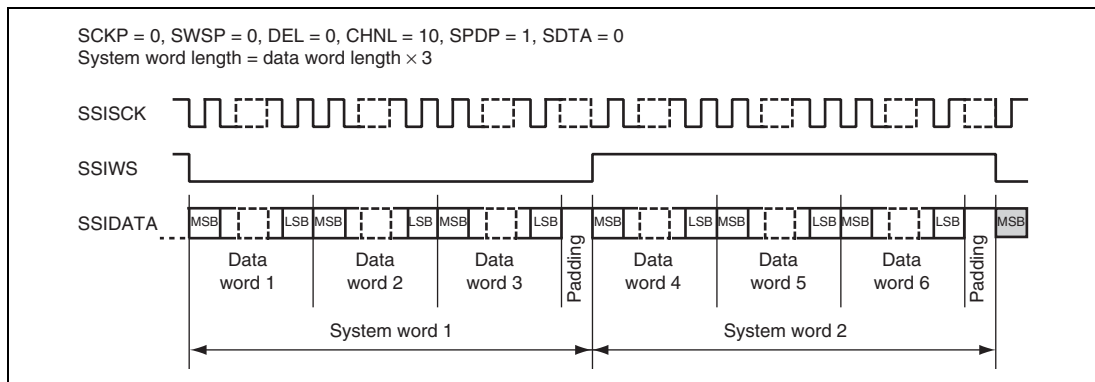 SCKP = 0, SWSP = 0, DEL = 0, CHNL = 10, SPDP = 1, SDTA = 0
System word length = data word length × 3
SSISCK
SSIWS
SSIDATA
MSB LSB MSB LSB MSB LSB MSB LSB MSB LSB MSB LSB MSB
Data word 1
Data word 2
Data word 3
Padding
Data word 4
Data word 5
Data word 6
Padding
System word 1
System word 2